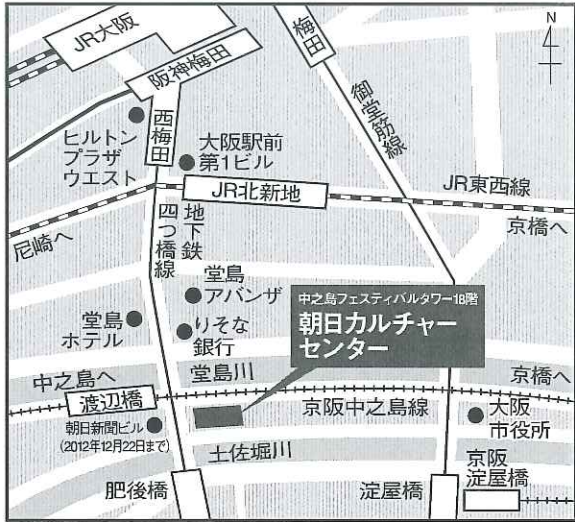 JR大阪
阪神梅田
梅田
N
西梅田
御堂筋線
ヒルトン
プラザ
ウエスト
大阪駅前
第1ビル
JR北新地
JR東西線
尼崎へ
京橋へ
地下鉄
四つ橋線
堂島
アバンザ
中之島フェスティバルタワー18階
朝日カルチャー
センター
堂島
ホテル
りそな
銀行
堂島川
中之島へ
京橋へ
渡辺橋
京阪中之島線
大阪
市役所
朝日新聞ビル
(2012年12月22日まで)
土佐堀川
京阪
淀屋橋
肥後橋
淀屋橋